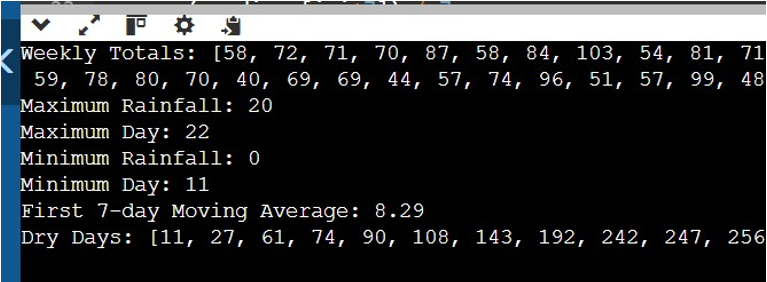 Weekly Totals: [58, 72, 71, 70, 87, 58, 84, 103, 54, 81, 71
59, 78, 80, 70, 40, 69, 69, 44, 57, 74, 96, 51, 57, 99, 48
Maximum Rainfall: 20
Maximum Day: 22
Minimum Rainfall: 0
Minimum Day: 11
First 7-day Moving Average: 8.29
Dry Days: [11, 27, 61, 74, 90, 108, 143, 192, 242, 247, 256